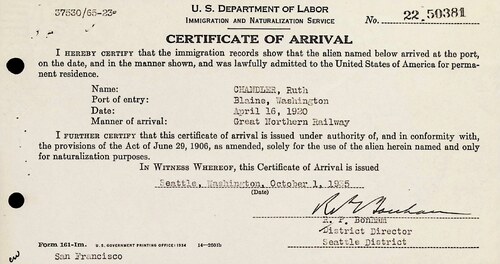 37530/65-23
U. S. DEPARTMENT OF LABOR
IMMIGRATION AND NATURALIZATION SERVICE
No. 22 50381
CERTIFICATE OF ARRIVAL
I HEREBY CERTIFY that the immigration records show that the alien named below arrived at the port,
on the date, and in the manner shown, and was lawfully admitted to the United States of America for perma-
nent residence.
Name: CHANDLER, Ruth
Port of entry: Blaine, Washington
Date: April 16, 1920
Manner of arrival: Great Northern Railway
I FURTHER CERTIFY that this certificate of arrival is issued under authority of, and in conformity with,
the provisions of the Act of June 29, 1906, as amended, solely for the use of the alien herein named and only
for naturalization purposes.
IN WITNESS WHEREOF, this Certificate of Arrival is issued
Seattle, Washington, October 1, 1935
(Date)
R. P. BONHAM
District Director
Seattle District
Form 161-Im. U. S. GOVERNMENT PRINTING OFFICE: 1934
San Francisco